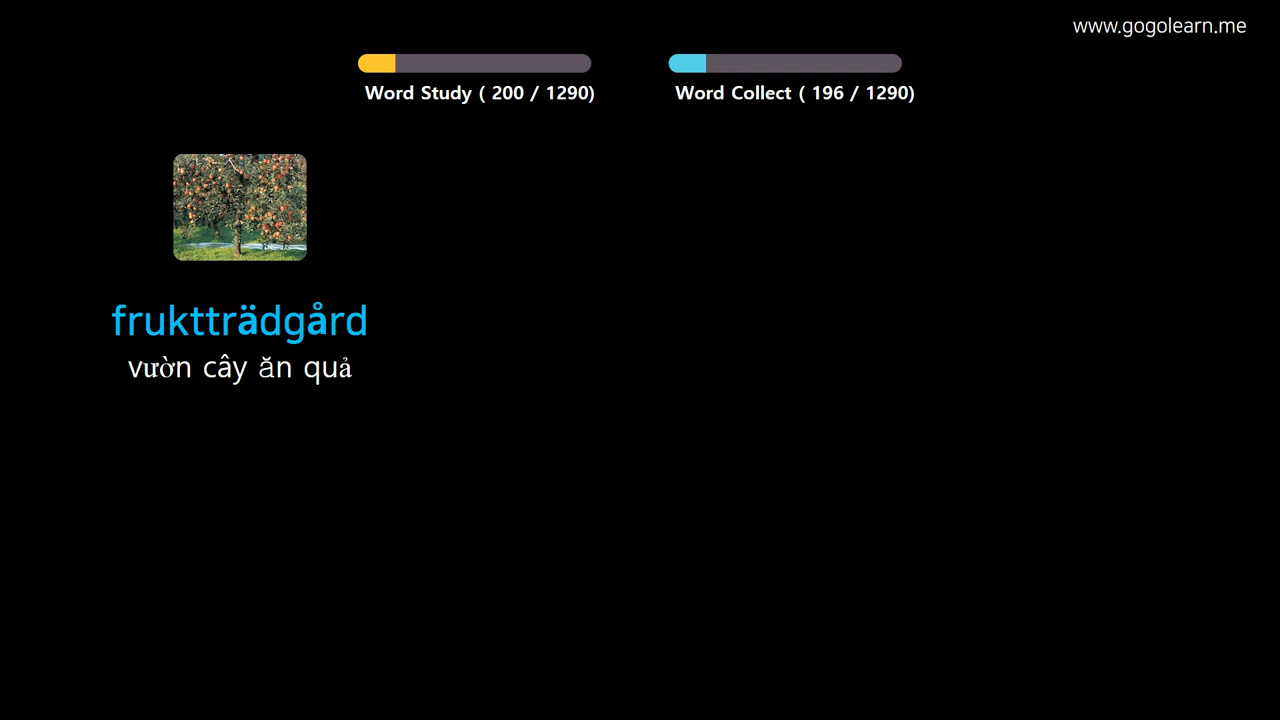 www.gogolearn.me
Word Study ( 200 / 1290)
Word Collect ( 196 / 1290)
fruktträdgård
vườn cây ăn quả